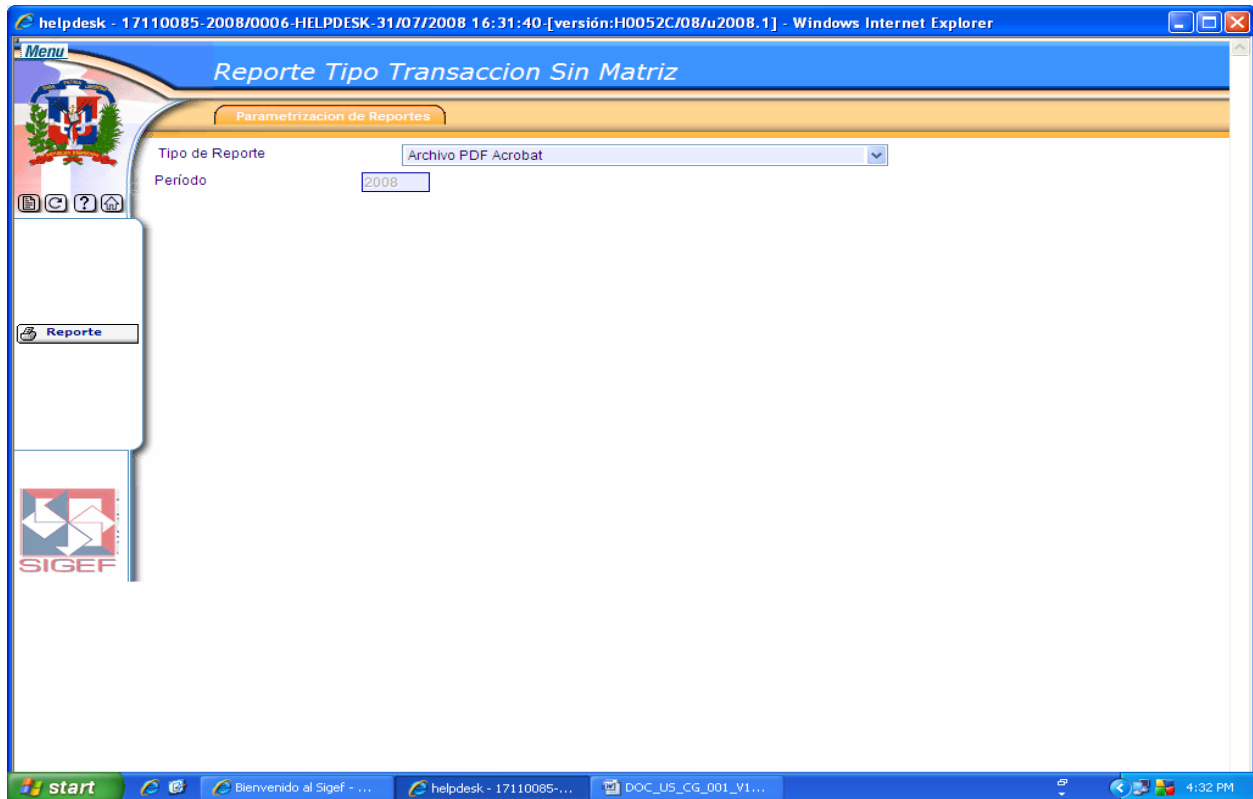 helpdesk - 17110085-2008/0006-HELPDESK-31/07/2008 16:31:40-[versión:H0052C/08/u2008.1] - Windows Internet Explorer
Menu
Reporte Tipo Transaccion Sin Matriz
Parametrizacion de Reportes
Tipo de Reporte
Archivo PDF Acrobat
Período
2008
Reporte
SIGEF
start
Bienvenido al Sigef - ...
helpdesk - 17110085-...
DOC_US_CG_001_V1...
4:32 PM